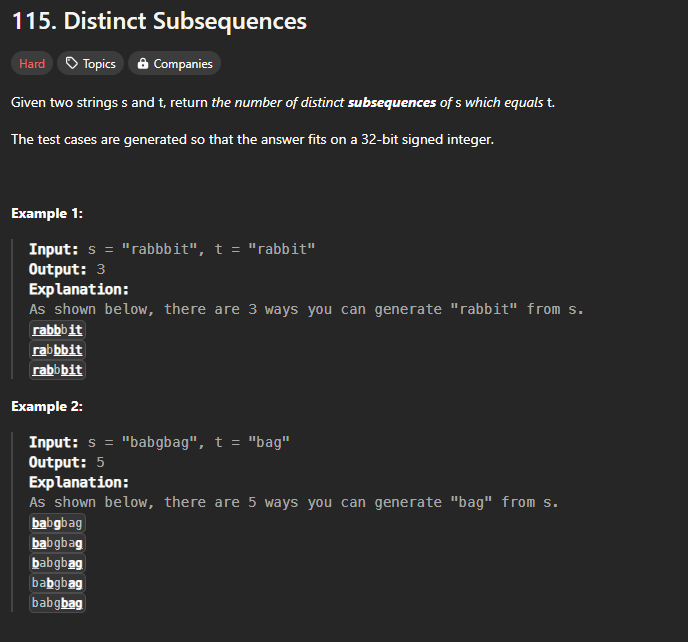 115. Distinct Subsequences
Hard Topics Companies
Given two strings s and t, return the number of distinct subsequences of s which equals t.
The test cases are generated so that the answer fits on a 32-bit signed integer.
Example 1:
Input: s = "rabbbit", t = "rabbit"
Output: 3
Explanation:
As shown below, there are 3 ways you can generate "rabbit" from s.
rabbbit
rabbbit
rabbbit
Example 2:
Input: s = "babgbag", t = "bag"
Output: 5
Explanation:
As shown below, there are 5 ways you can generate "bag" from s.
babgbag
babgbag
babgbag
babgbag
babgbag